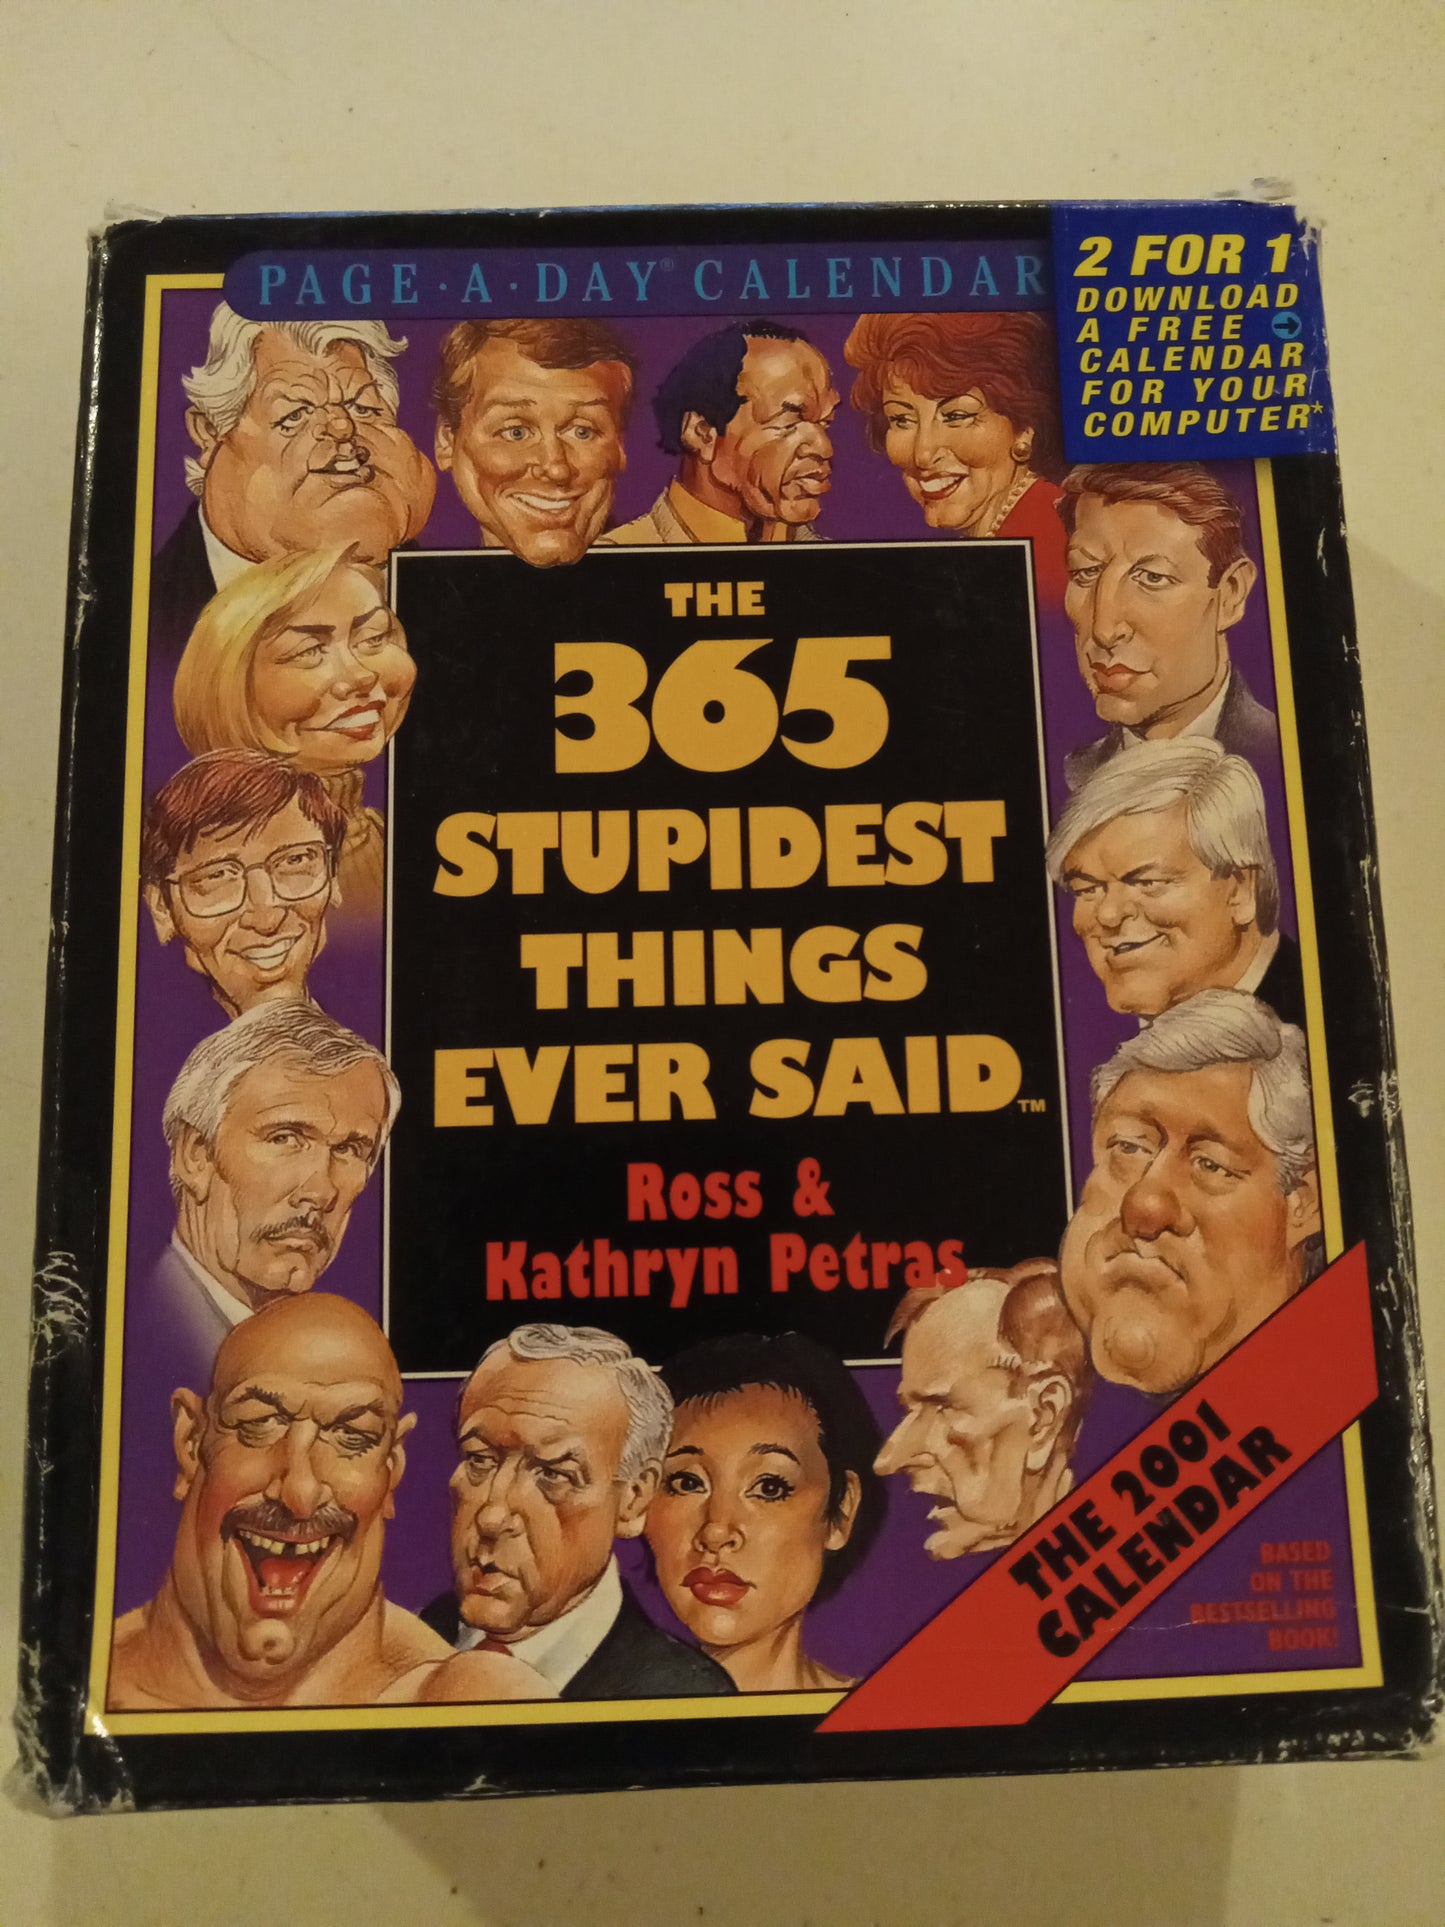 PAGE·A·DAY® CALENDAR
2 FOR 1
DOWNLOAD
A FREE
CALENDAR
FOR YOUR
COMPUTER*
THE
365
STUPIDEST
THINGS
EVER SAID™
Ross &
Kathryn Petras
THE 2001
CALENDAR
BASED
ON THE
BESTSELLING
BOOK!